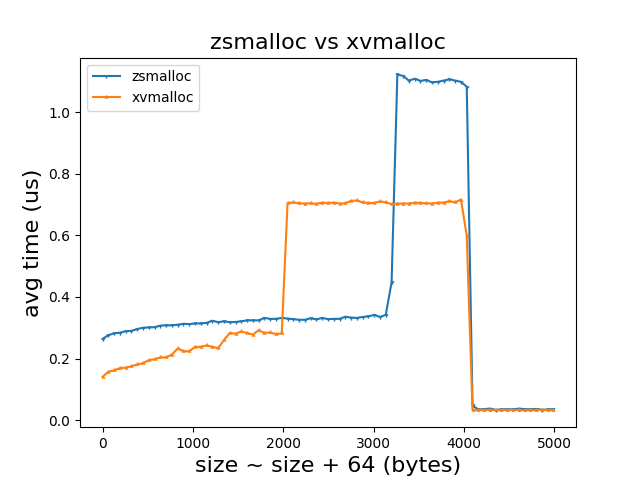 zsmalloc vs xvmalloc
zsmalloc
xvmalloc
avg time (us)
1.0
0.8
0.6
0.4
0.2
0.0
0 1000 2000 3000 4000 5000
size ~ size + 64 (bytes)